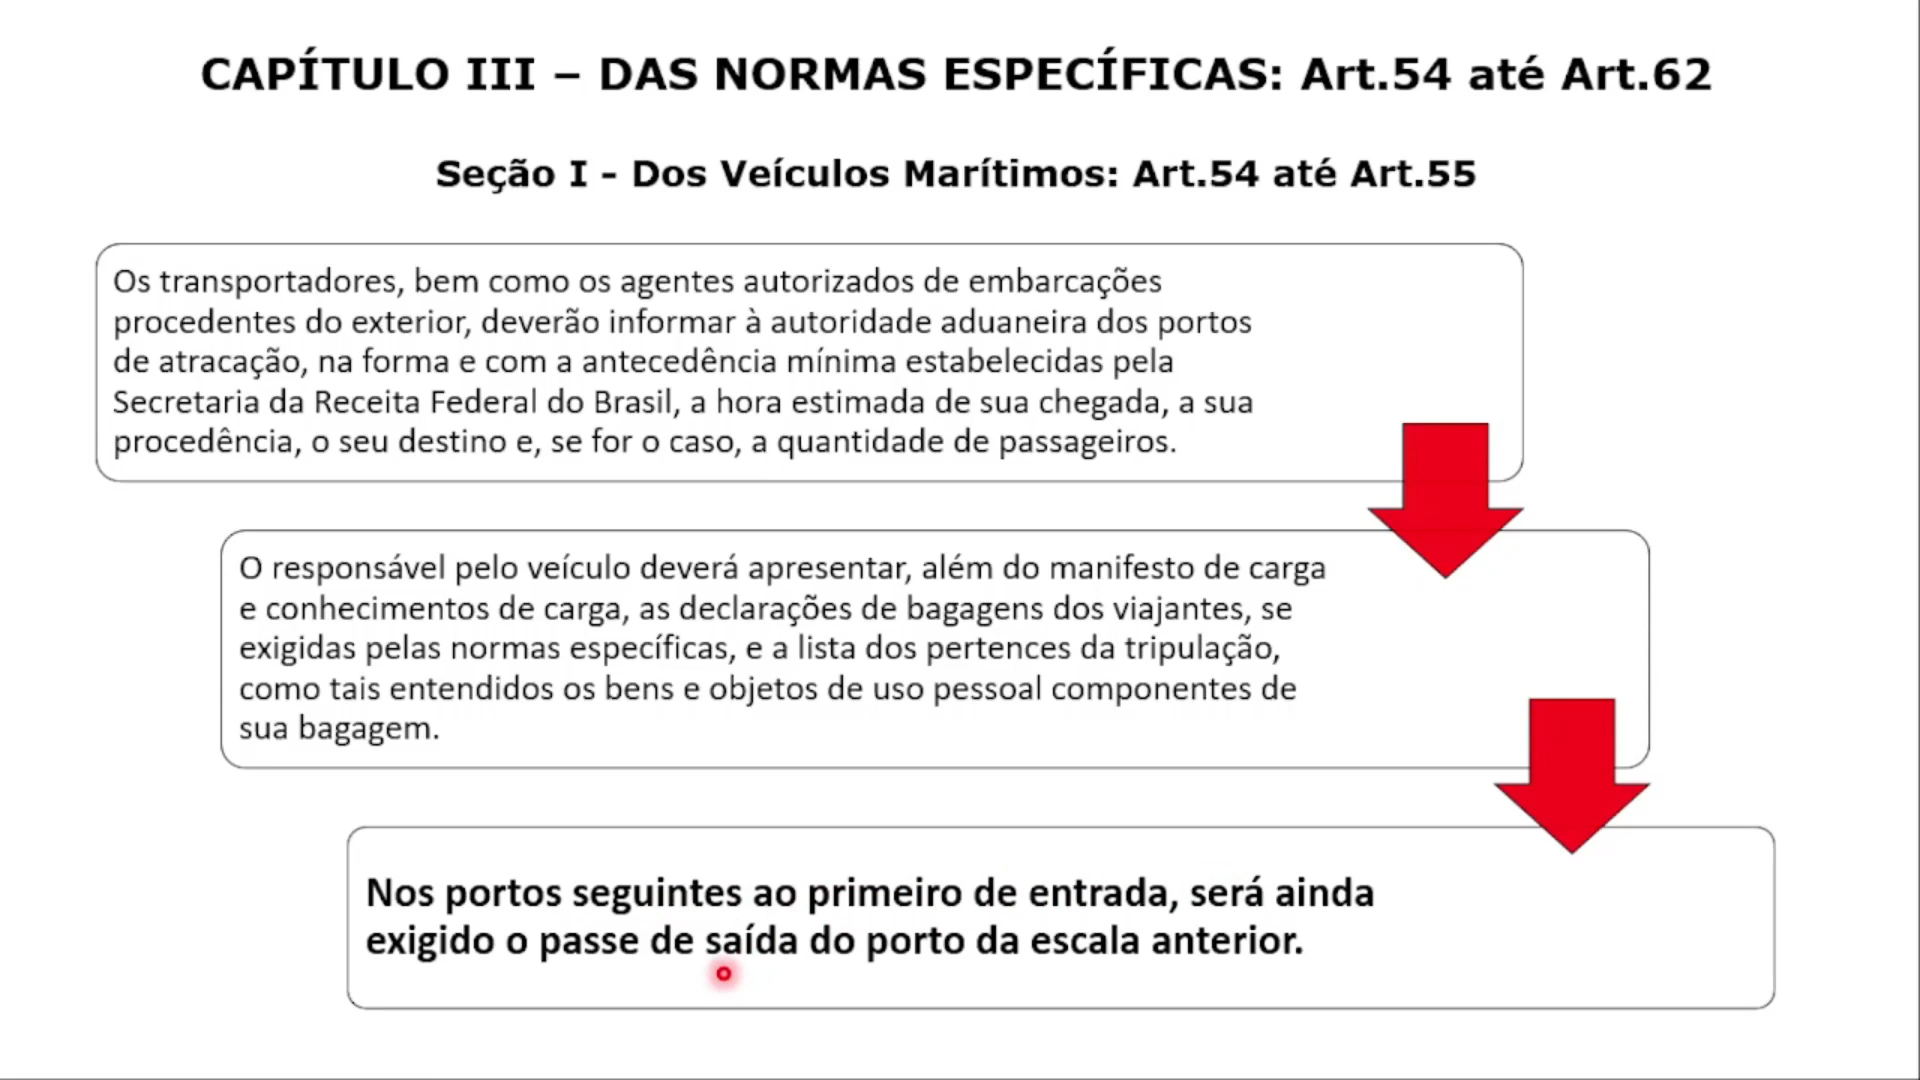 CAPÍTULO III – DAS NORMAS ESPECÍFICAS: Art.54 até Art.62
Seção I - Dos Veículos Marítimos: Art.54 até Art.55
Os transportadores, bem como os agentes autorizados de embarcações
procedentes do exterior, deverão informar à autoridade aduaneira dos portos
de atracação, na forma e com a antecedência mínima estabelecidas pela
Secretaria da Receita Federal do Brasil, a hora estimada de sua chegada, a sua
procedência, o seu destino e, se for o caso, a quantidade de passageiros.
O responsável pelo veículo deverá apresentar, além do manifesto de carga
e conhecimentos de carga, as declarações de bagagens dos viajantes, se
exigidas pelas normas específicas, e a lista dos pertences da tripulação,
como tais entendidos os bens e objetos de uso pessoal componentes de
sua bagagem.
Nos portos seguintes ao primeiro de entrada, será ainda
exigido o passe de saída do porto da escala anterior.